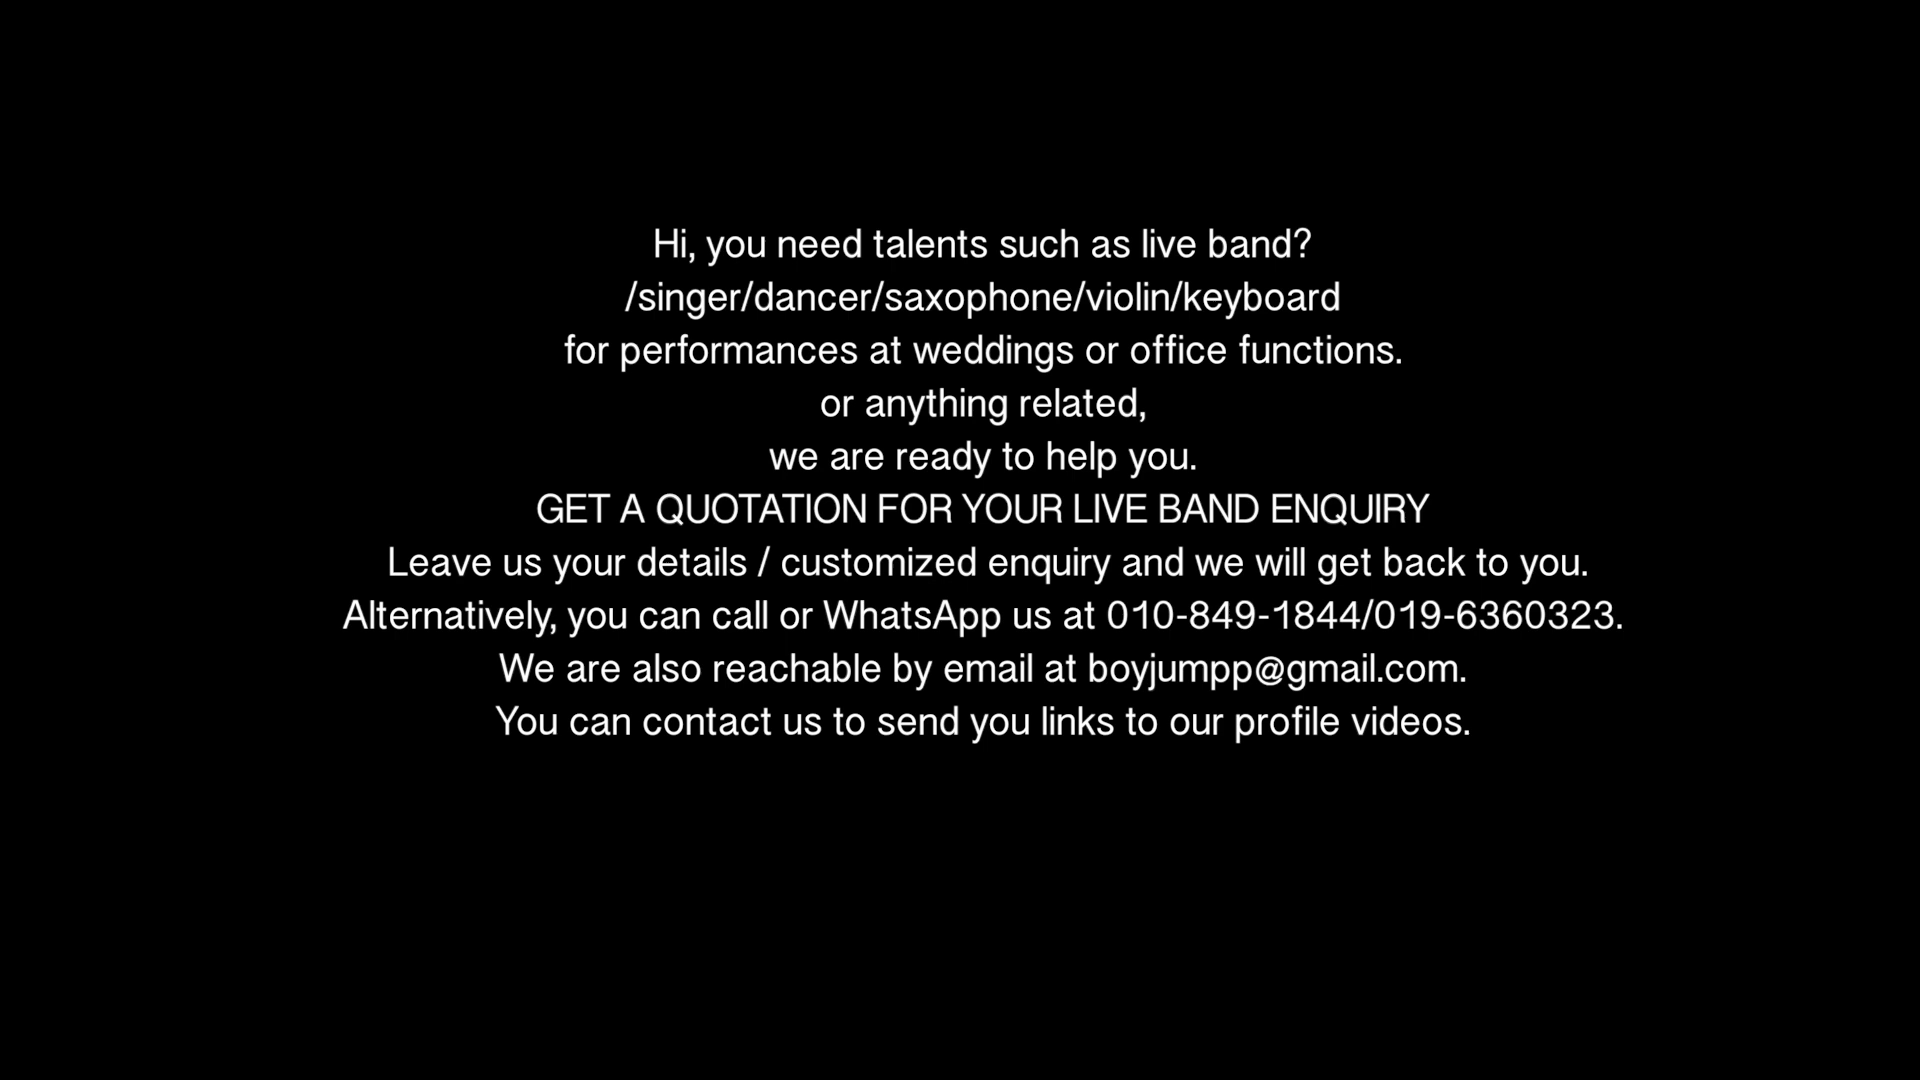 Hi, you need talents such as live band?
/singer/dancer/saxophone/violin/keyboard
for performances at weddings or office functions.
or anything related,
we are ready to help you.
GET A QUOTATION FOR YOUR LIVE BAND ENQUIRY
Leave us your details / customized enquiry and we will get back to you.
Alternatively, you can call or WhatsApp us at 010-849-1844/019-6360323.
We are also reachable by email at boyjumpp@gmail.com.
You can contact us to send you links to our profile videos.